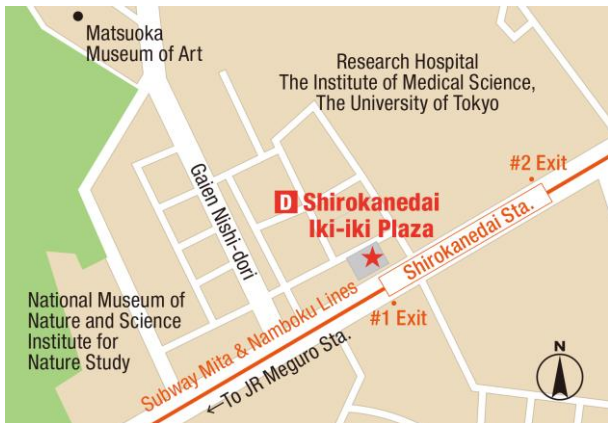 Matsuoka
Museum of Art
Research Hospital
The Institute of Medical Science,
The University of Tokyo
#2 Exit
Gaien Nishi-dori
D Shirokanedai
Iki-iki Plaza
Shirokanedai Sta.
National Museum of
Nature and Science
Institute for
Nature Study
#1 Exit
Subway Mita & Namboku Lines
←To JR Meguro Sta.
N